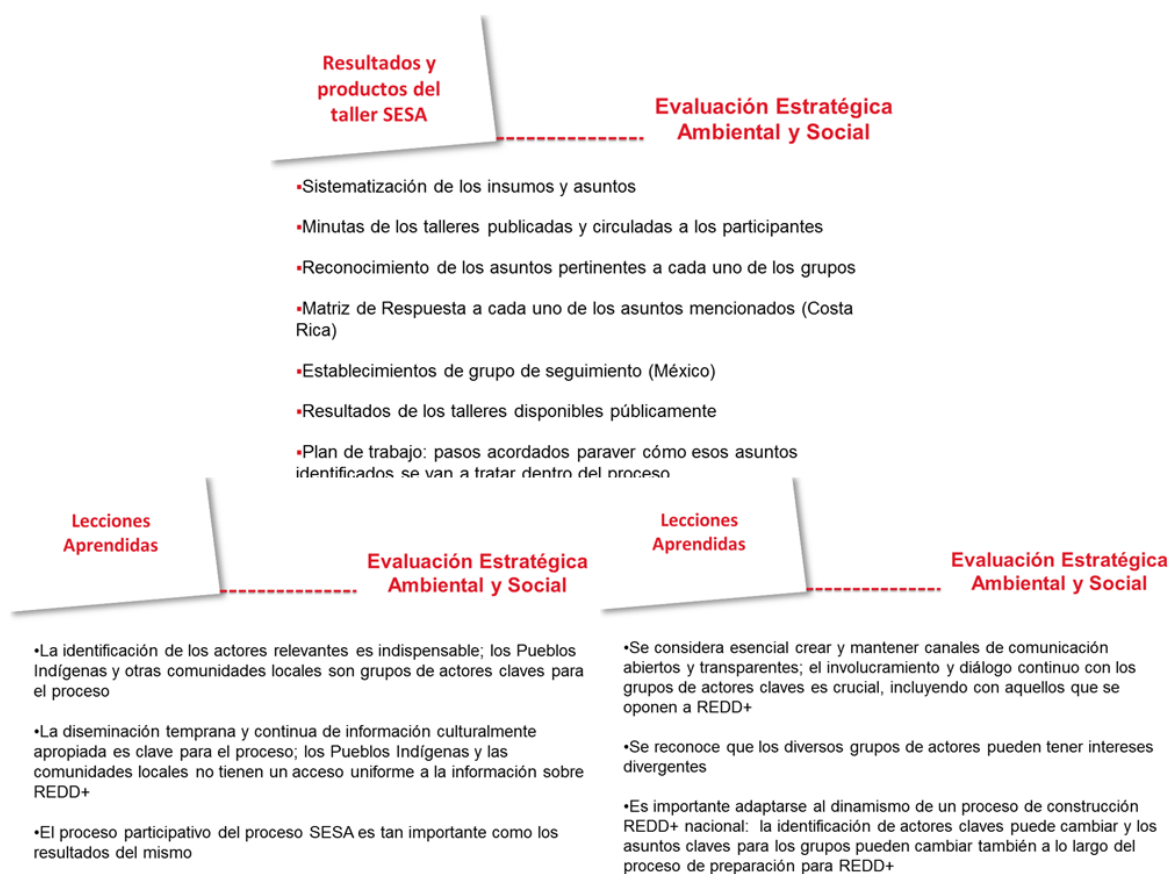 Resultados y
productos del
taller SESA
Evaluación Estratégica
Ambiental y Social
▪Sistematización de los insumos y asuntos
▪Minutas de los talleres publicadas y circuladas a los participantes
▪Reconocimiento de los asuntos pertinentes a cada uno de los grupos
▪Matriz de Respuesta a cada uno de los asuntos mencionados (Costa
Rica)
▪Establecimientos de grupo de seguimiento (México)
▪Resultados de los talleres disponibles públicamente
▪Plan de trabajo: pasos acordados paraver cómo esos asuntos
identificados se van a tratar dentro del proceso
Lecciones
Aprendidas
Evaluación Estratégica
Ambiental y Social
•La identificación de los actores relevantes es indispensable; los Pueblos
Indígenas y otras comunidades locales son grupos de actores claves para
el proceso
•La diseminación temprana y continua de información culturalmente
apropiada es clave para el proceso; los Pueblos Indígenas y las
comunidades locales no tienen un acceso uniforme a la información sobre
REDD+
•El proceso participativo del proceso SESA es tan importante como los
resultados del mismo
Lecciones
Aprendidas
Evaluación Estratégica
Ambiental y Social
•Se considera esencial crear y mantener canales de comunicación
abiertos y transparentes; el involucramiento y diálogo continuo con los
grupos de actores claves es crucial, incluyendo con aquellos que se
oponen a REDD+
•Se reconoce que los diversos grupos de actores pueden tener intereses
divergentes
•Es importante adaptarse al dinamismo de un proceso de construcción
REDD+ nacional:  la identificación de actores claves puede cambiar y los
asuntos claves para los grupos pueden cambiar también a lo largo del
proceso de preparación para REDD+